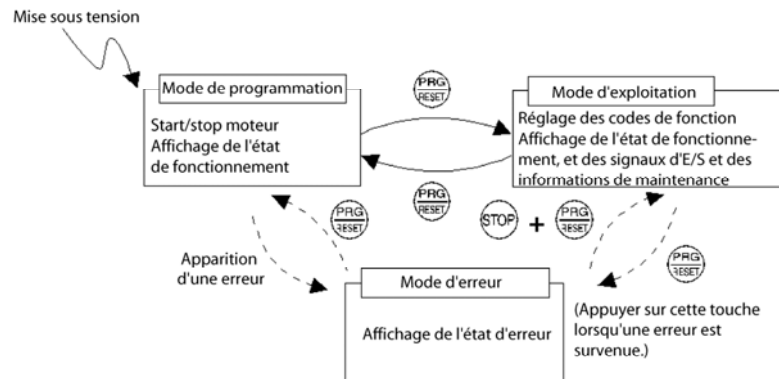 Mise sous tension
Mode de programmation
Start/stop moteur
Affichage de l'état
de fonctionnement
PRG
RESET
Mode d'exploitation
Réglage des codes de fonction
Affichage de l'état de fonctionne-
ment, et des signaux d'E/S et des
informations de maintenance
PRG
RESET
PRG
RESET
STOP + PRG
RESET
PRG
RESET
Apparition
d'une erreur
Mode d'erreur
Affichage de l'état d'erreur
(Appuyer sur cette touche
lorsqu'une erreur est
survenue.)